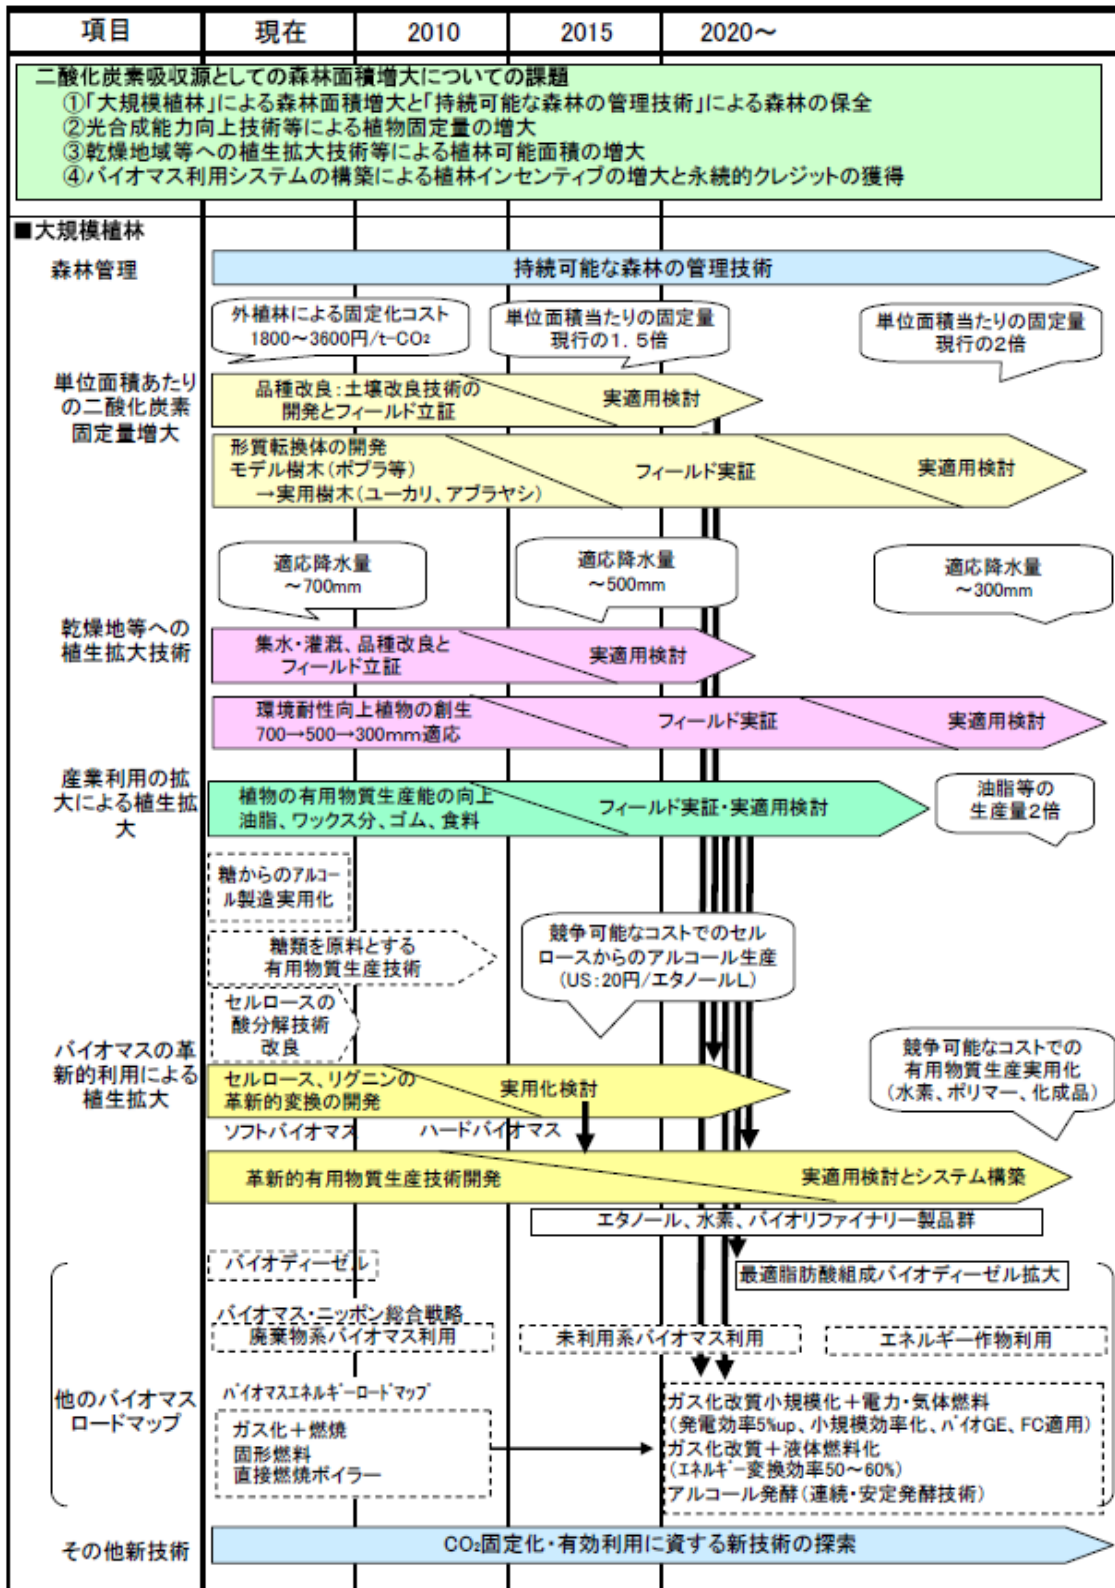 項目 現在 2010 2015 2020～
二酸化炭素吸収源としての森林面積増大についての課題
①「大規模植林」による森林面積増大と「持続可能な森林の管理技術」による森林の保全
②光合成能力向上技術等による植物固定量の増大
③乾燥地域等への植生拡大技術等による植林可能面積の増大
④バイオマス利用システムの構築による植林インセンティブの増大と永続的クレジットの獲得
■大規模植林
森林管理
持続可能な森林の管理技術
外植林による固定化コスト
1800～3600円/t-CO₂
単位面積当たりの固定量
現行の1.5倍
単位面積当たりの固定量
現行の2倍
単位面積あたり
の二酸化炭素
固定量増大
品種改良：土壌改良技術の
開発とフィールド立証
実適用検討
形質転換体の開発
モデル樹木（ポプラ等）
→実用樹木（ユーカリ、アブラヤシ）
フィールド実証
実適用検討
適応降水量
～700mm
適応降水量
～500mm
適応降水量
～300mm
乾燥地等への
植生拡大技術
集水・灌漑、品種改良と
フィールド立証
実適用検討
環境耐性向上植物の創生
700→500→300mm適応
フィールド実証
実適用検討
産業利用の拡
大による植生拡
大
植物の有用物質生産能の向上
油脂、ワックス分、ゴム、食料
フィールド実証・実適用検討
油脂等の
生産量2倍
糖からのアルコー
ル製造実用化
糖類を原料とする
有用物質生産技術
セルロースの
酸分解技術
改良
競争可能なコストでのセル
ロースからのアルコール生産
（US：20円/エタノールL）
バイオマスの革
新的利用による
植生拡大
セルロース、リグニンの
革新的変換の開発
実用化検討
競争可能なコストでの
有用物質生産実用化
（水素、ポリマー、化成品）
ソフトバイオマス
ハードバイオマス
革新的有用物質生産技術開発
実適用検討とシステム構築
エタノール、水素、バイオリファイナリー製品群
バイオディーゼル
最適脂肪酸組成バイオディーゼル拡大
バイオマス・ニッポン総合戦略
廃棄物系バイオマス利用
未利用系バイオマス利用
エネルギー作物利用
他のバイオマス
ロードマップ
バイオマスエネルギーロードマップ
ガス化＋燃焼
固形燃料
直接燃焼ボイラー
ガス化改質小規模化＋電力・気体燃料
（発電効率5%up、小規模効率化、バイオGE、FC適用）
ガス化改質＋液体燃料化
（エネルギー変換効率50～60%）
アルコール発酵（連続・安定発酵技術）
その他新技術
CO₂固定化・有効利用に資する新技術の探索